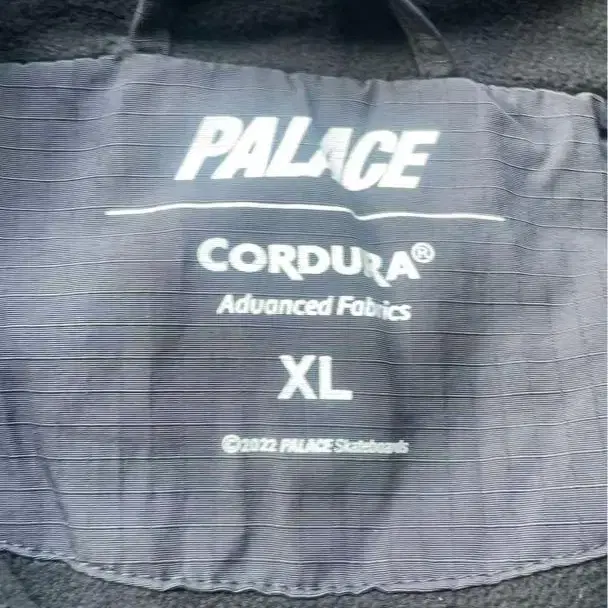 PALACE
CORDURA®
Advanced Fabrics
XL
©2022 PALACE Skateboards